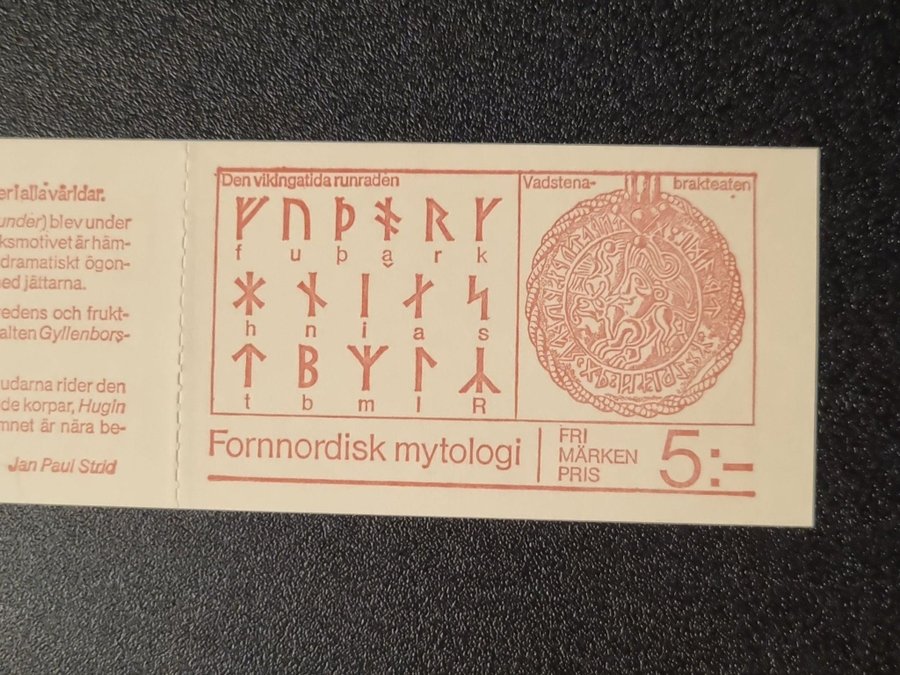 er i alla världar.
under) blev under
ksmotivet är häm-
dramatiskt ögon-
ned jättarna.
redens och frukt-
alten Gyllenbors-
udarna rider den
de korpar, Hugin
mnet är nära be-
Jan Paul Strid
Den vikingatida runraden
ᚠ ᚢ ᚦ ᚬ ᚱ ᚴ
f u þ ą r k
ᚼ ᚾ ᛁ ᛅ ᛋ
h n i a s
ᛏ ᛒ ᛘ ᛚ ᛦ
t b m l R
Vadstena- brakteaten
Fornnordisk mytologi
FRI
MÄRKEN
PRIS
5:-